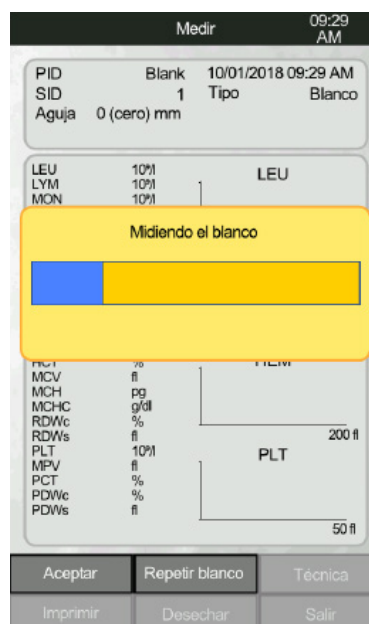 Medir 09:29 AM
PID Blank 10/01/2018 09:29 AM
SID 1 Tipo Blanco
Aguja 0 (cero) mm
LEU 10⁹/l LEU
LYM 10⁹/l
MON 10⁹/l
Midiendo el blanco
HCT %
MCV fl
MCH pg
MCHC g/dl
RDWc %
RDWs fl 200 fl
PLT 10⁹/l PLT
MPV fl
PCT %
PDWc %
PDWs fl
50 fl
Aceptar Repetir blanco Técnica
Imprimir Desechar Salir